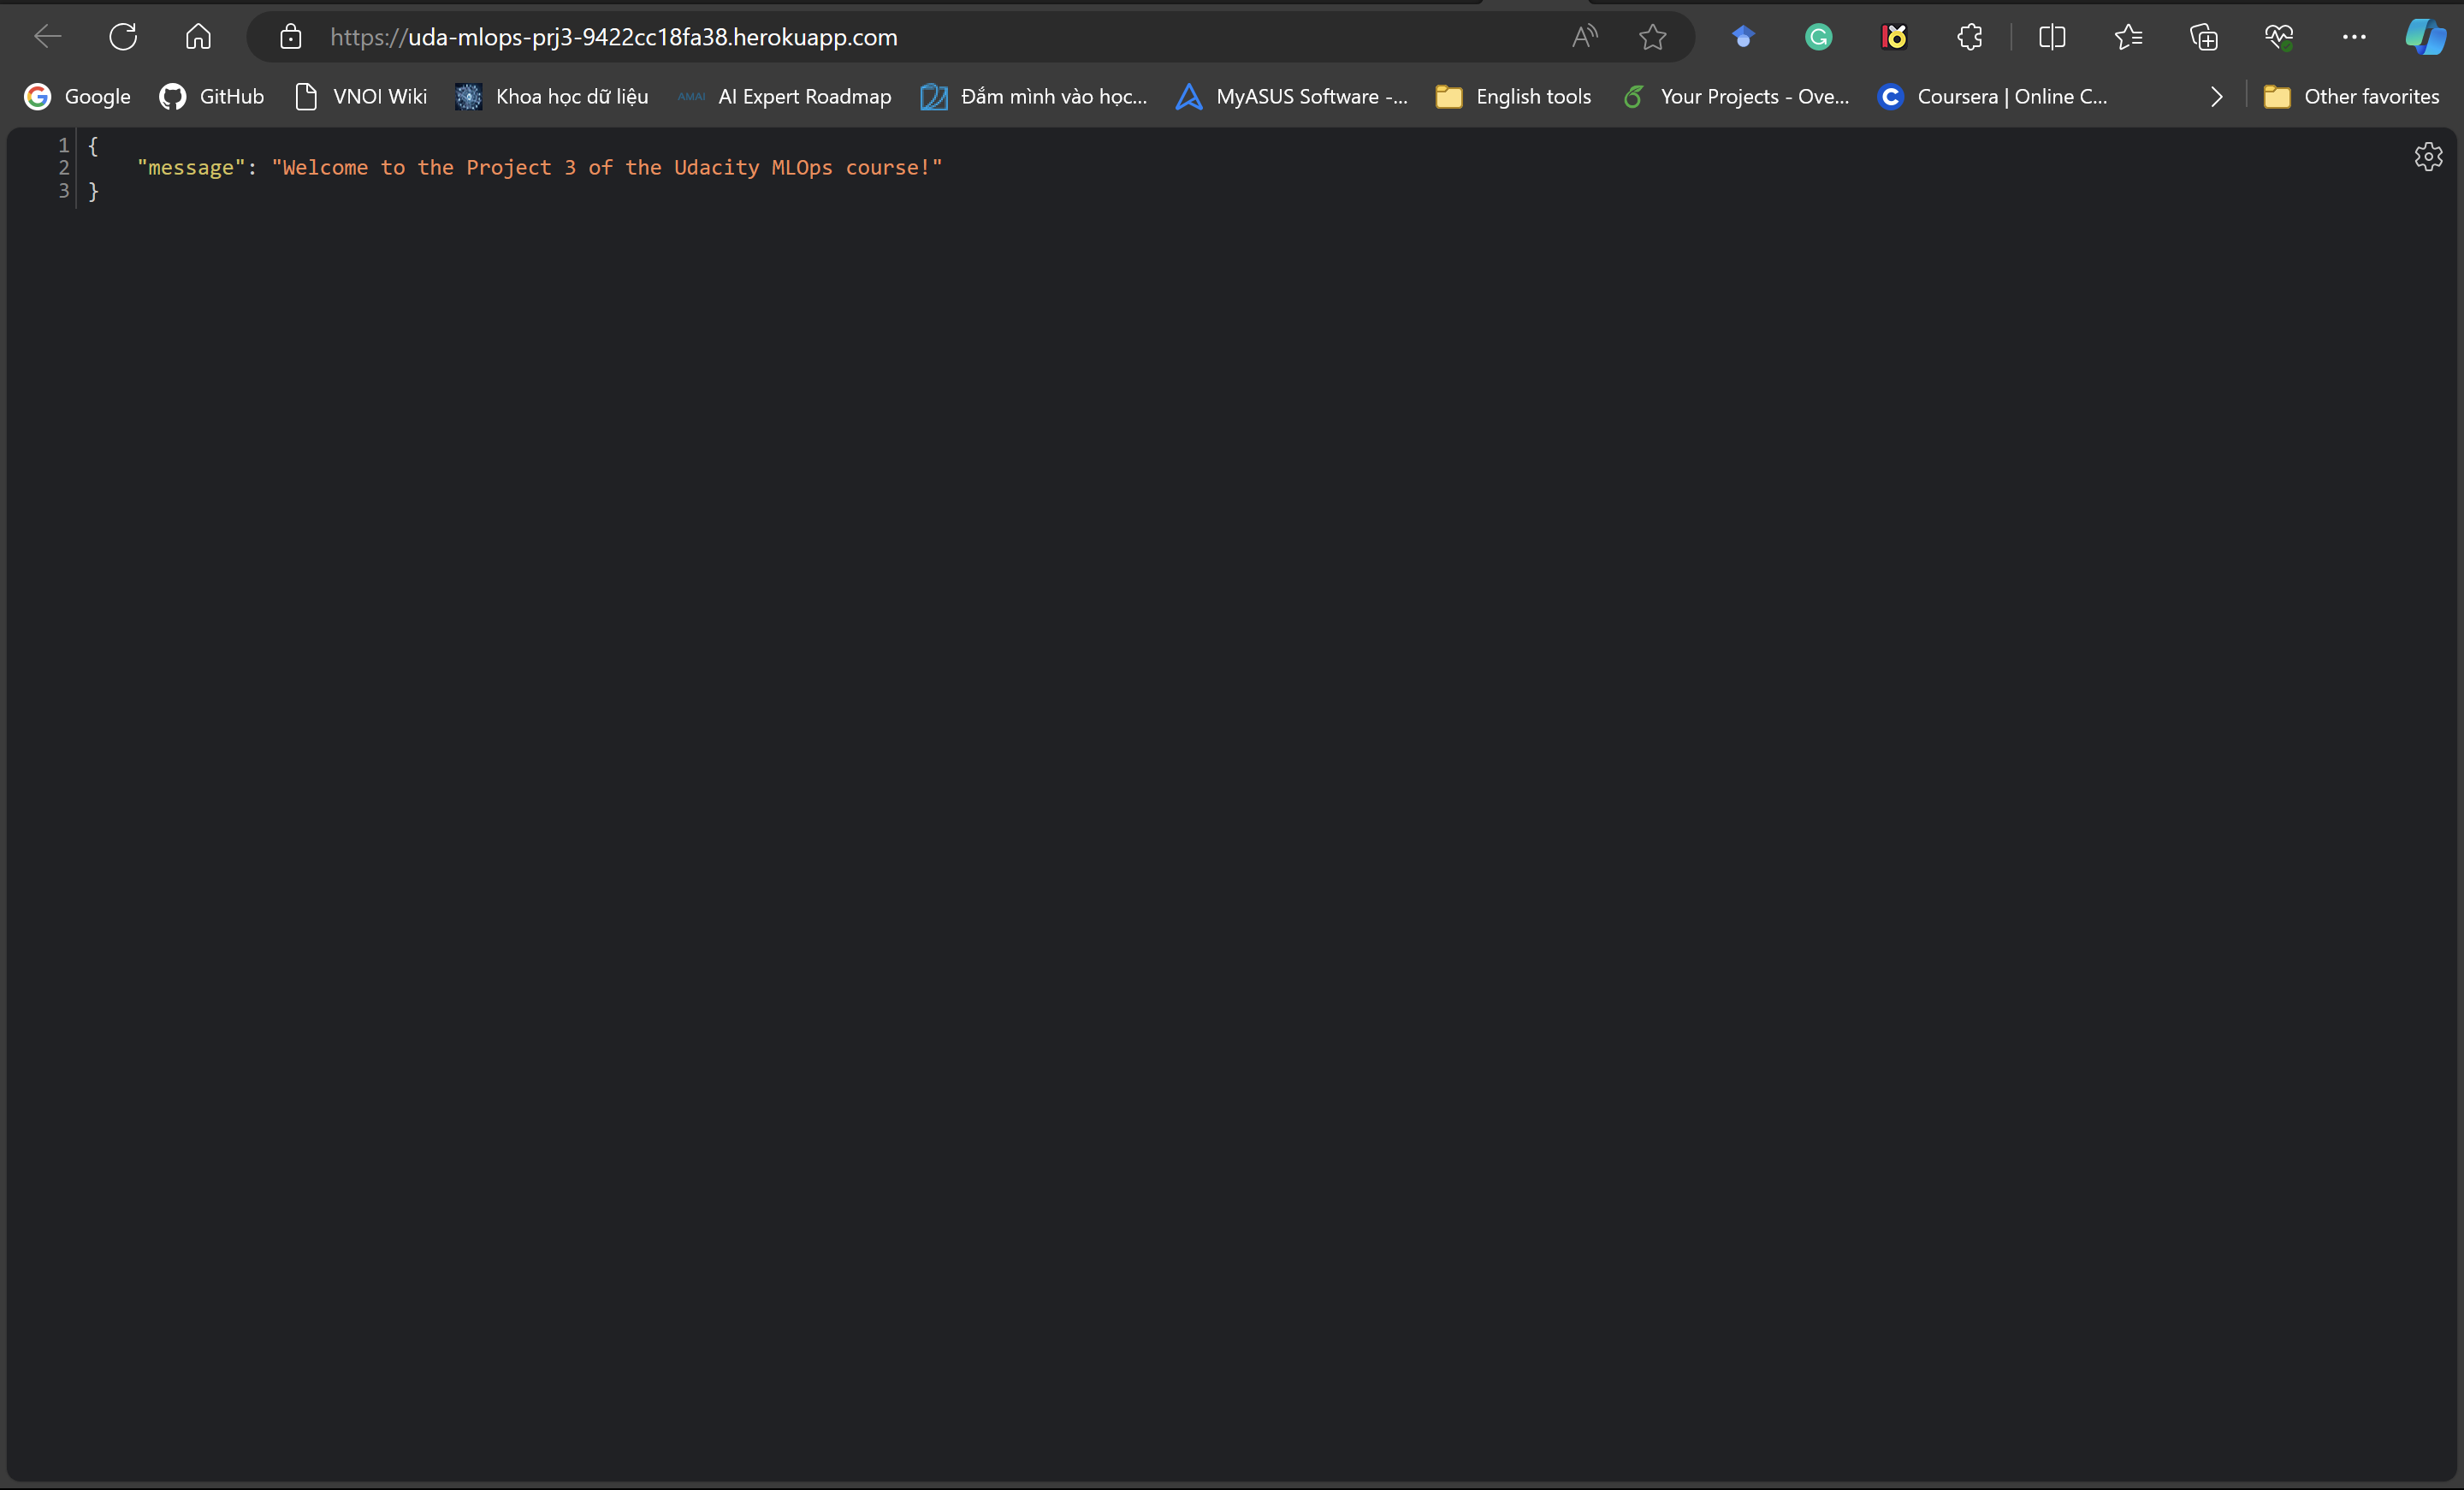 https://uda-mlops-prj3-9422cc18fa38.herokuapp.com
Google GitHub VNOI Wiki Khoa học dữ liệu AMAI AI Expert Roadmap Đắm mình vào học... MyASUS Software -... English tools Your Projects - Ove... Coursera | Online C... Other favorites
1 {
2 "message": "Welcome to the Project 3 of the Udacity MLOps course!"
3 }